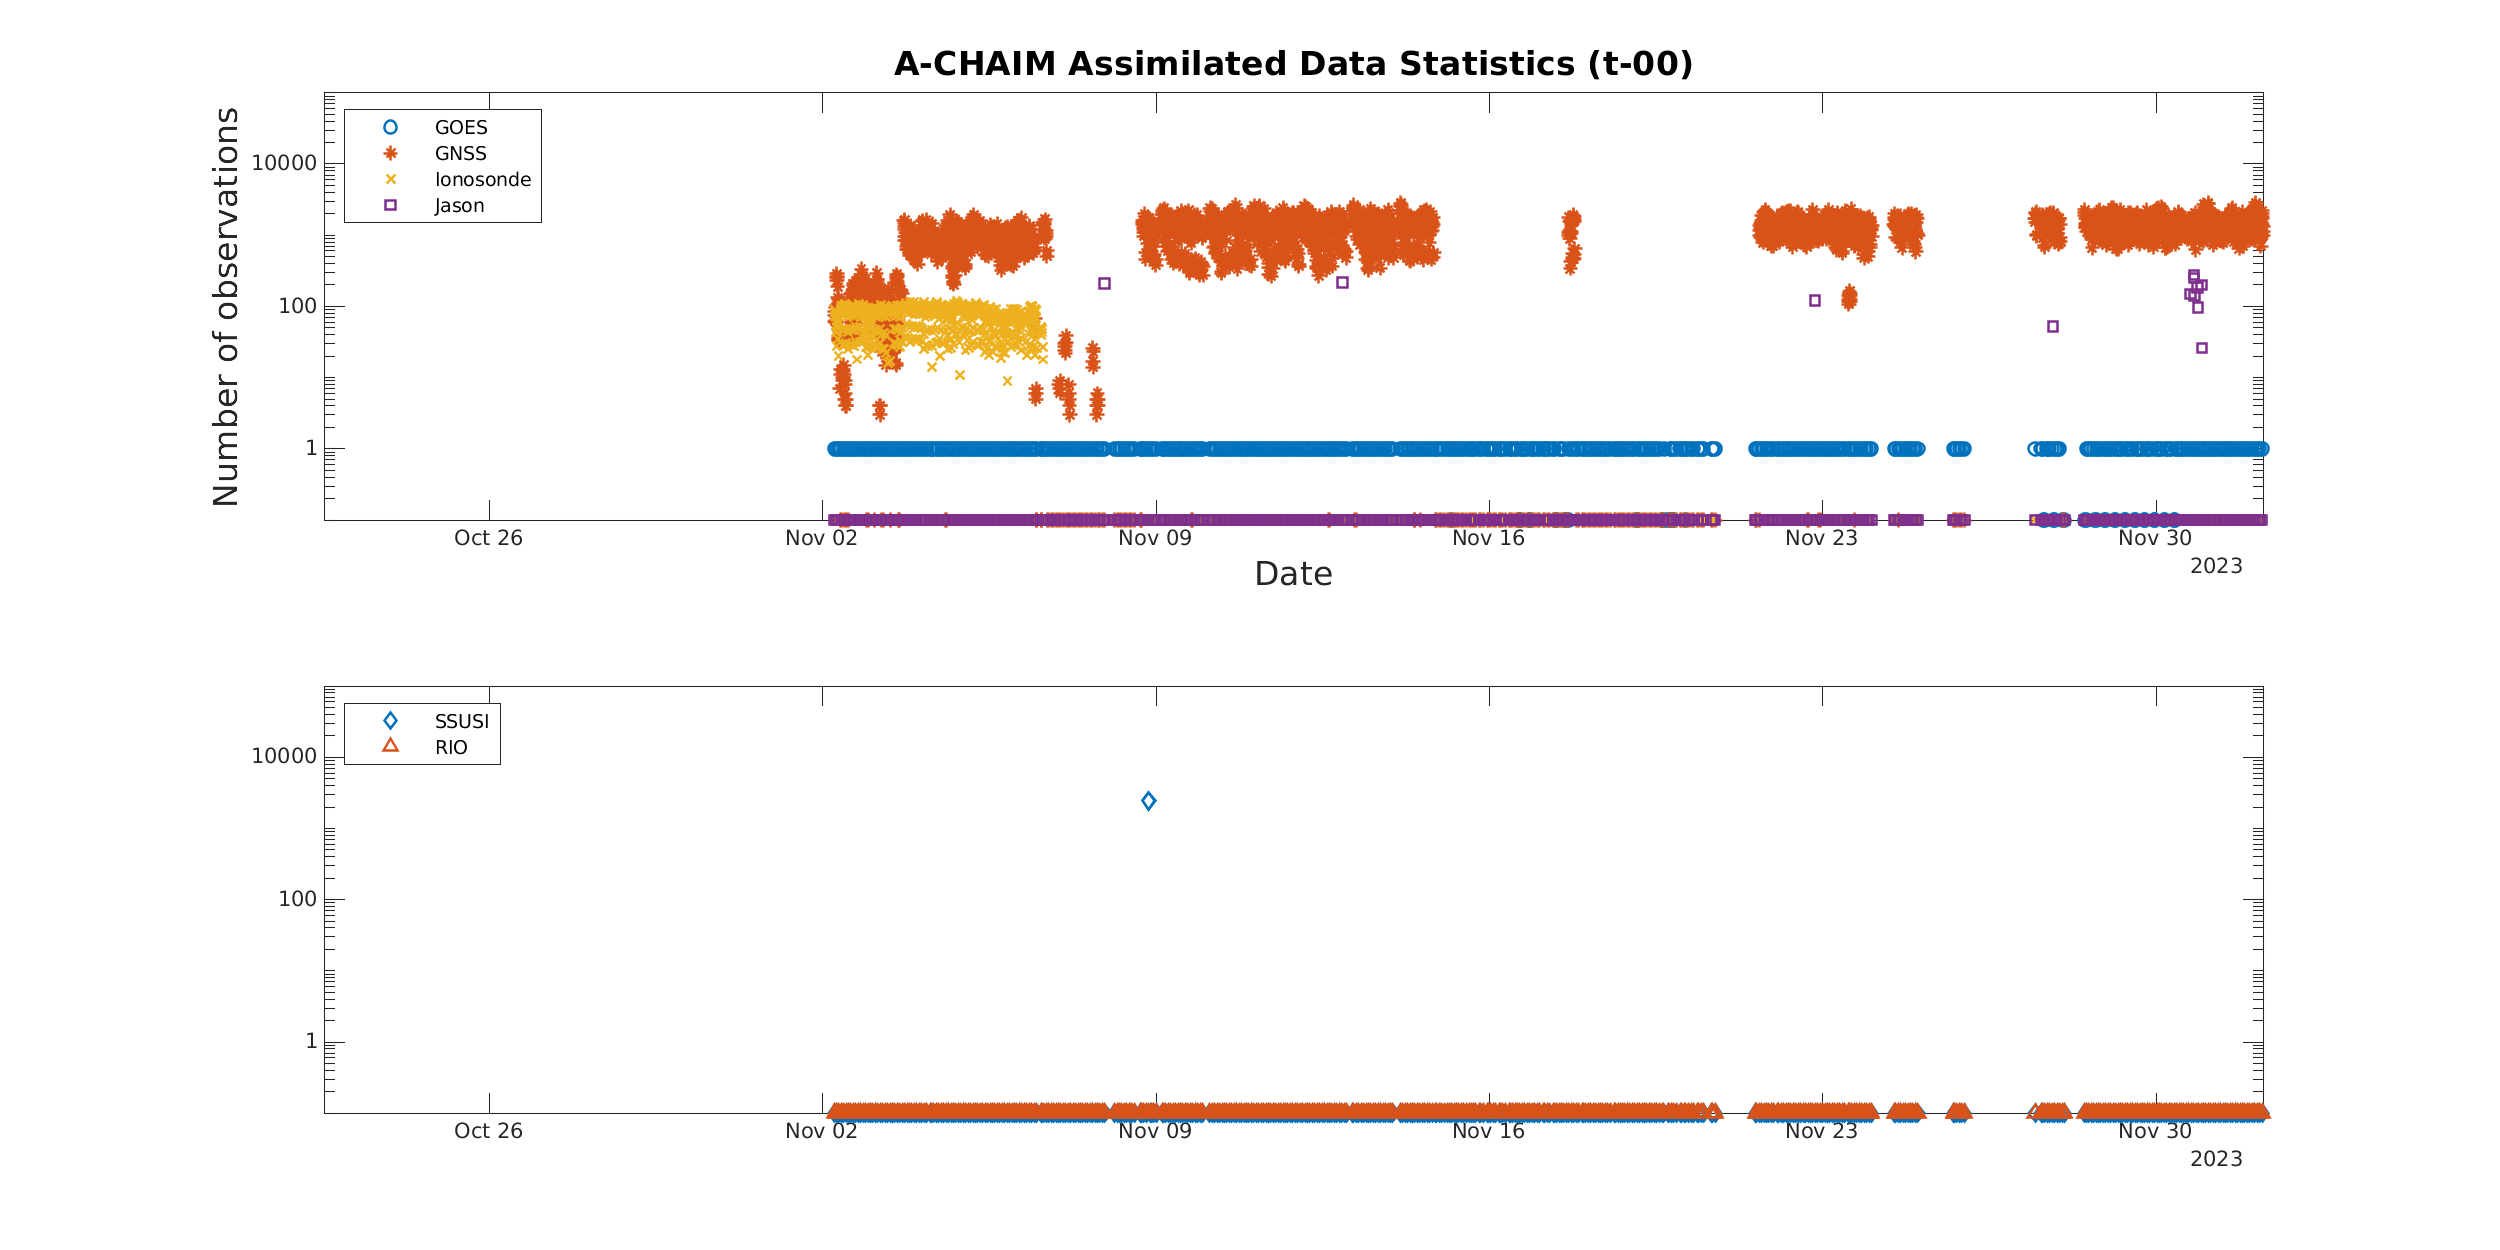 A-CHAIM Assimilated Data Statistics (t-00)
GOES
GNSS
Ionosonde
Jason
Number of observations
10000
100
1
Oct 26
Nov 02
Nov 09
Nov 16
Nov 23
Nov 30
2023
Date
SSUSI
RIO
10000
100
1
Oct 26
Nov 02
Nov 09
Nov 16
Nov 23
Nov 30
2023